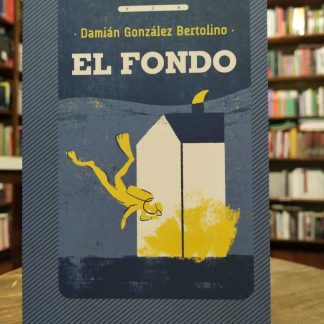 · Damián González Bertolino ·
EL FONDO